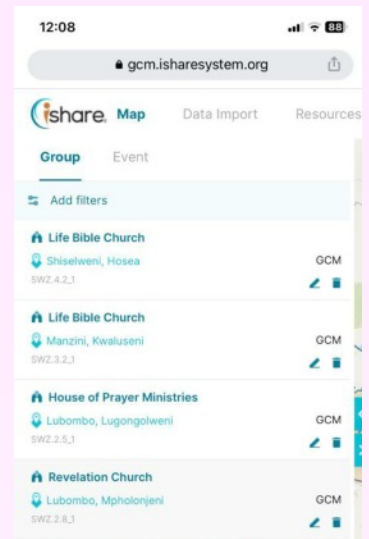 12:08
88
gcm.isharesystem.org
ishare. Map Data Import Resources
Group Event
Add filters
Life Bible Church
Shiselweni, Hosea GCM
SWZ.4.2_1
Life Bible Church
Manzini, Kwaluseni GCM
SWZ.3.2_1
House of Prayer Ministries
Lubombo, Lugongolweni GCM
SWZ.2.5_1
Revelation Church
Lubombo, Mpholonjeni GCM
SWZ.2.8_1